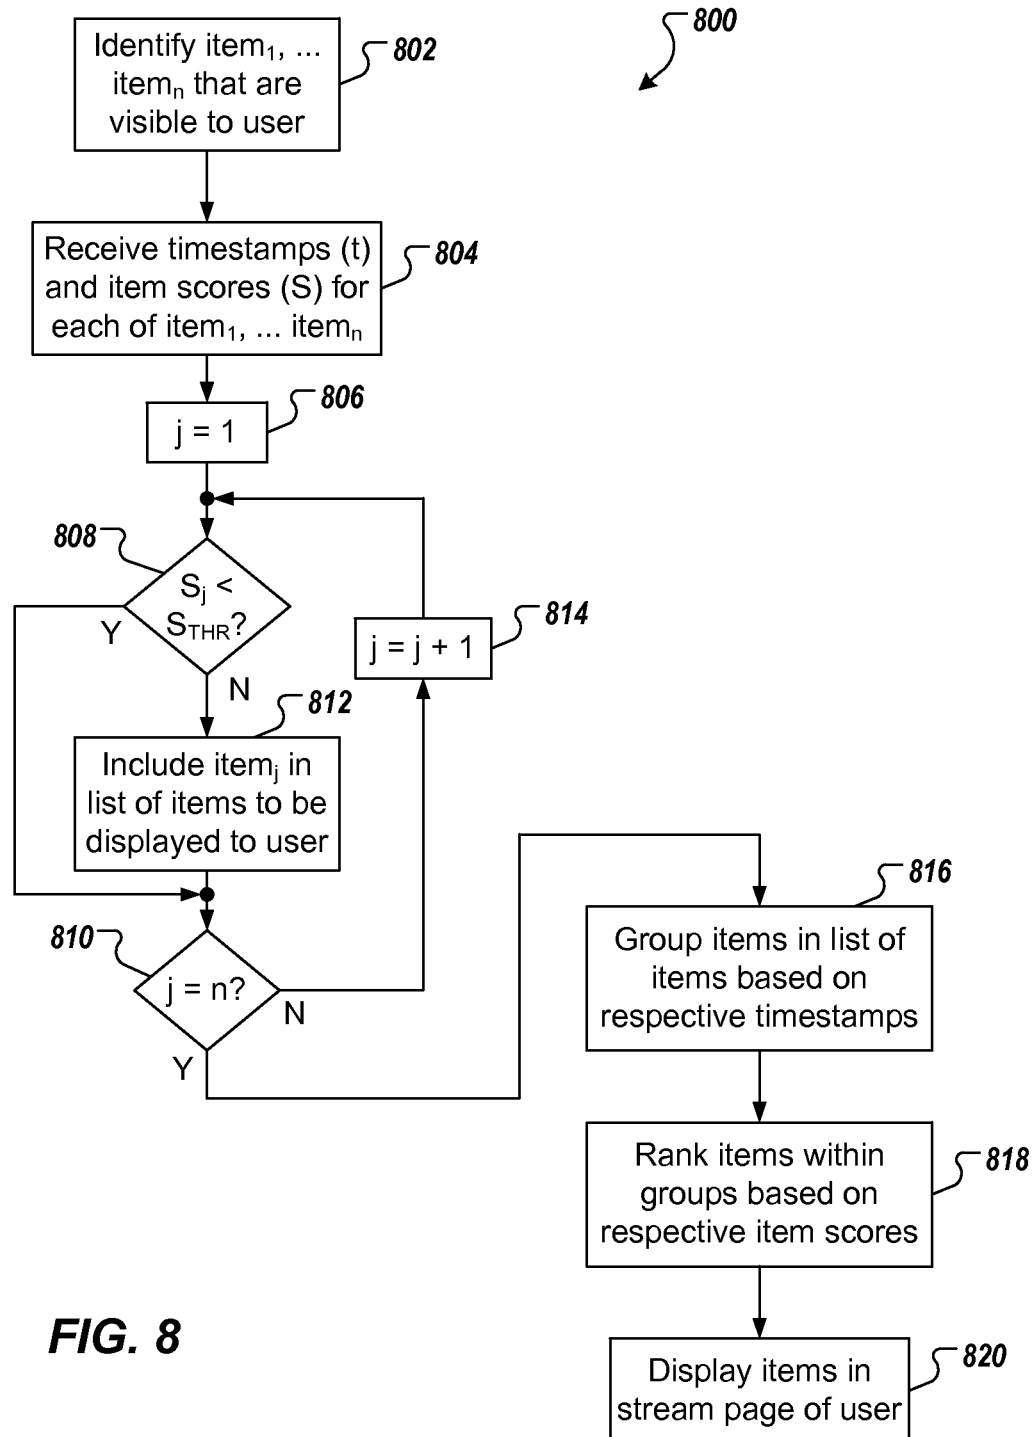 800
Identify item₁, ...
itemₙ that are
visible to user
802
Receive timestamps (t)
and item scores (S) for
each of item₁, ... itemₙ
804
j = 1
806
808
Sⱼ <
S_THR?
Y
N
j = j + 1
814
812
Include itemⱼ in
list of items to be
displayed to user
810
j = n?
N
Y
816
Group items in list of
items based on
respective timestamps
Rank items within
groups based on
respective item scores
818
Display items in
stream page of user
820
FIG. 8